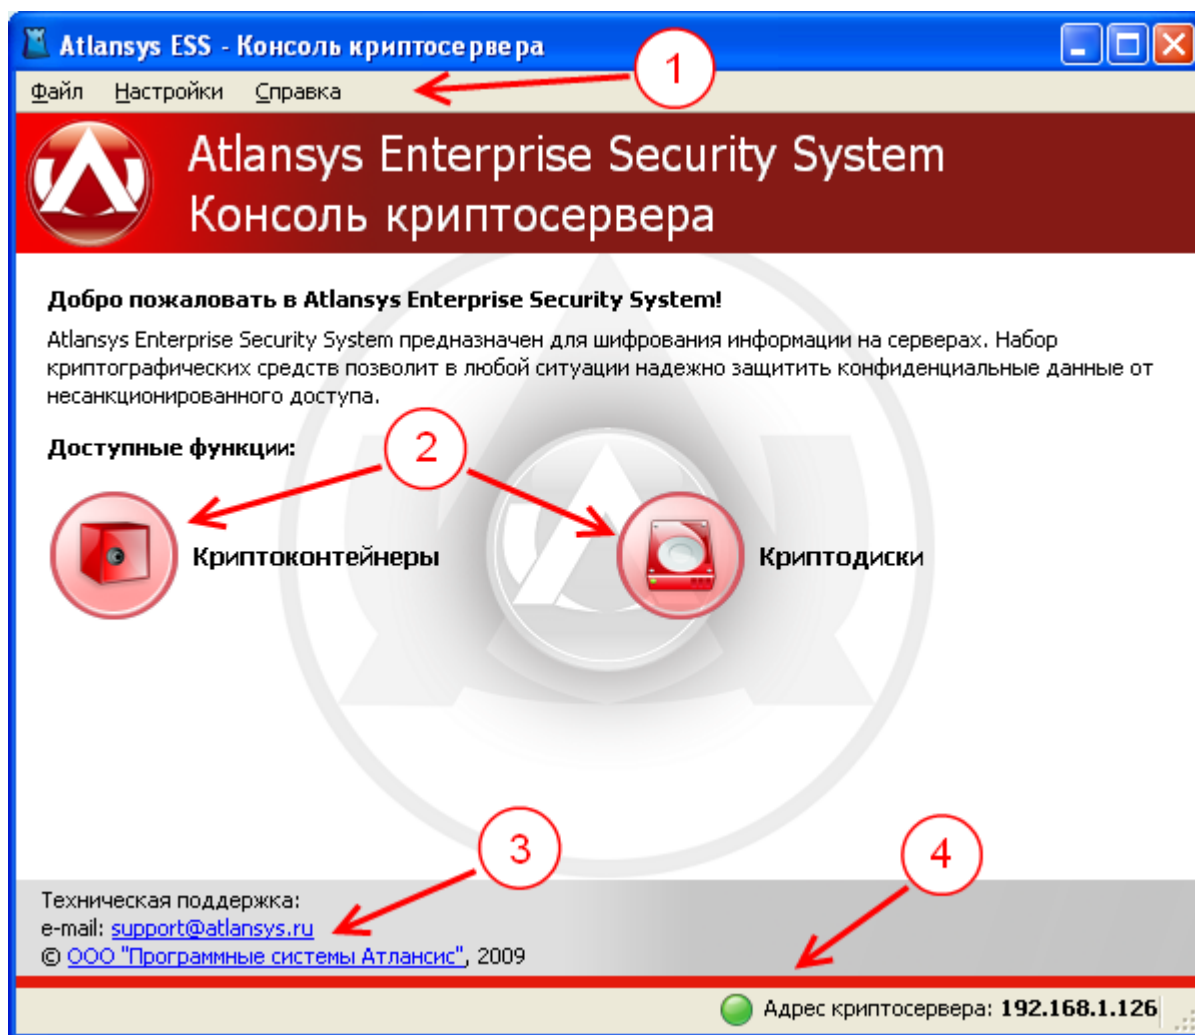 Atlansys ESS - Консоль криптосервера
1
Файл Настройки Справка
Atlansys Enterprise Security System
Консоль криптосервера
Добро пожаловать в Atlansys Enterprise Security System!
Atlansys Enterprise Security System предназначен для шифрования информации на серверах. Набор
криптографических средств позволит в любой ситуации надежно защитить конфиденциальные данные от
несанкционированного доступа.
Доступные функции:
2
Криптоконтейнеры
Криптодиски
3
4
Техническая поддержка:
e-mail: support@atlansys.ru
© ООО "Программные системы Атлансис", 2009
Адрес криптосервера: 192.168.1.126